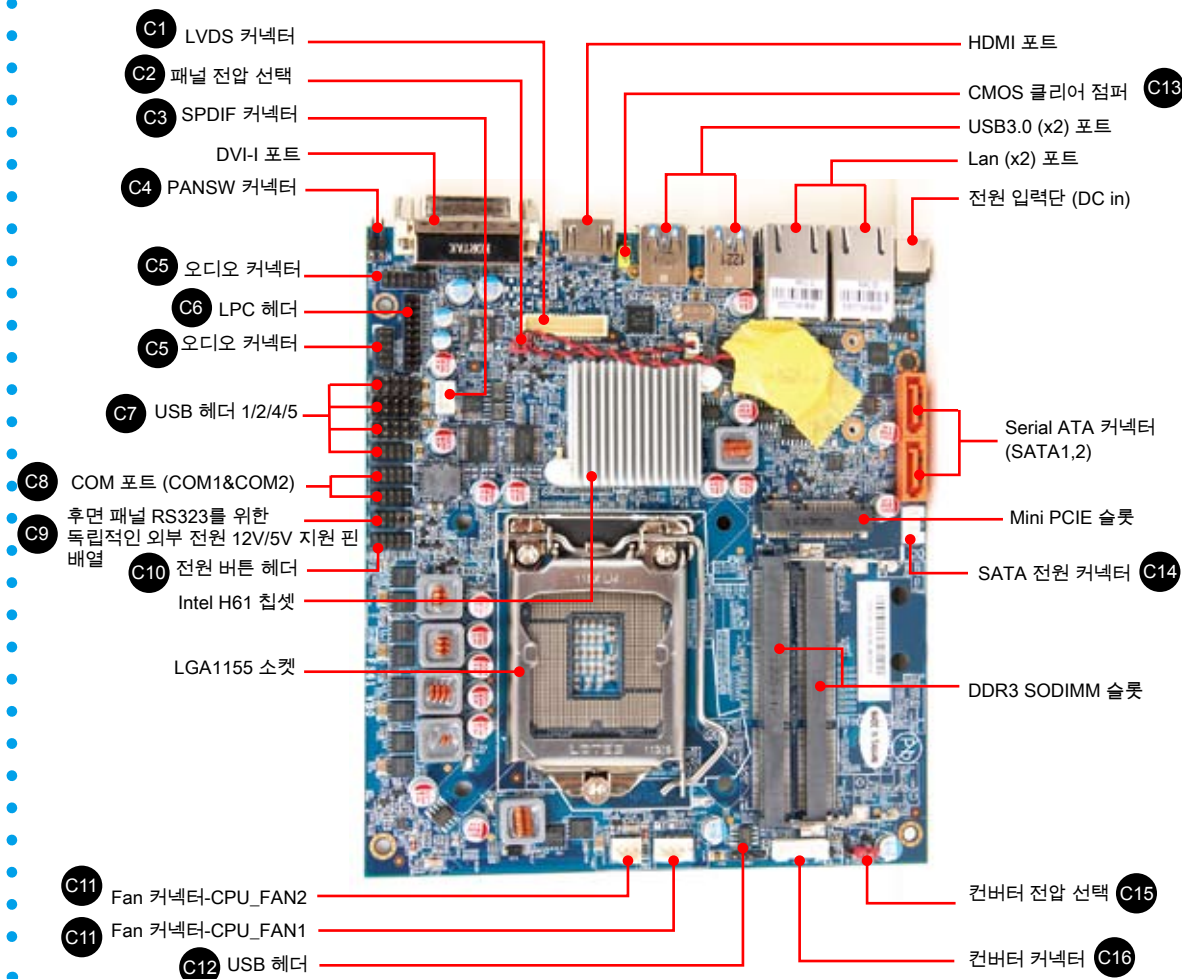 C1 LVDS 커넥터
C2 패널 전압 선택
C3 SPDIF 커넥터
DVI-I 포트
C4 PANSW 커넥터
C5 오디오 커넥터
C6 LPC 헤더
C5 오디오 커넥터
C7 USB 헤더 1/2/4/5
C8 COM 포트 (COM1&COM2)
C9 후면 패널 RS323를 위한
독립적인 외부 전원 12V/5V 지원 핀
배열
C10 전원 버튼 헤더
Intel H61 칩셋
LGA1155 소켓
C11 Fan 커넥터-CPU_FAN2
C11 Fan 커넥터-CPU_FAN1
C12 USB 헤더
HDMI 포트
CMOS 클리어 점퍼 C13
USB3.0 (x2) 포트
Lan (x2) 포트
전원 입력단 (DC in)
Serial ATA 커넥터
(SATA1,2)
Mini PCIE 슬롯
SATA 전원 커넥터 C14
DDR3 SODIMM 슬롯
컨버터 전압 선택 C15
컨버터 커넥터 C16
1221
LOTES
Pb